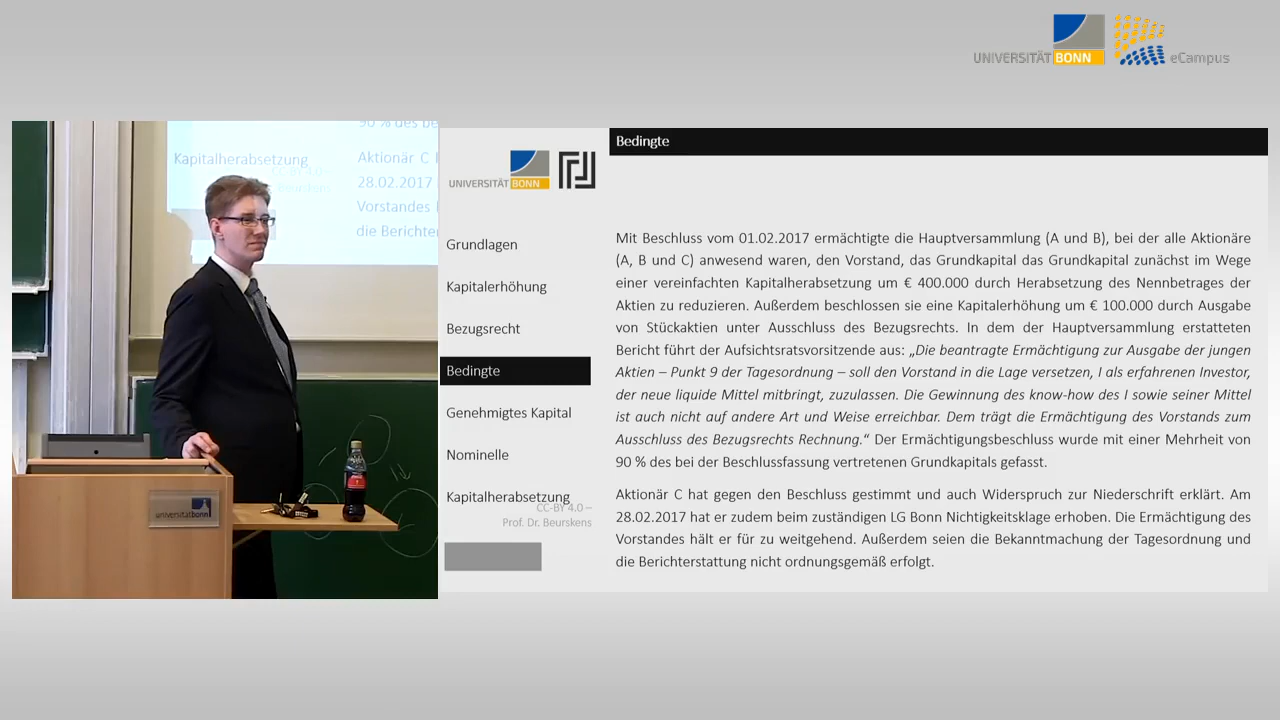 UNIVERSITÄT BONN
eCampus
90 % des be
Kapitalherabsetzung
Aktionär C
28.02.2017
Vorstandes
die Berichter
universitätbonn
UNIVERSITÄT BONN
Grundlagen
Kapitalerhöhung
Bezugsrecht
Bedingte
Genehmigtes Kapital
Nominelle
Kapitalherabsetzung
CC-BY 4.0 –
Prof. Dr. Beurskens
Bedingte
Mit Beschluss vom 01.02.2017 ermächtigte die Hauptversammlung (A und B), bei der alle Aktionäre
(A, B und C) anwesend waren, den Vorstand, das Grundkapital das Grundkapital zunächst im Wege
einer vereinfachten Kapitalherabsetzung um € 400.000 durch Herabsetzung des Nennbetrages der
Aktien zu reduzieren. Außerdem beschlossen sie eine Kapitalerhöhung um € 100.000 durch Ausgabe
von Stückaktien unter Ausschluss des Bezugsrechts. In dem der Hauptversammlung erstatteten
Bericht führt der Aufsichtsratsvorsitzende aus: „Die beantragte Ermächtigung zur Ausgabe der jungen
Aktien – Punkt 9 der Tagesordnung – soll den Vorstand in die Lage versetzen, I als erfahrenen Investor,
der neue liquide Mittel mitbringt, zuzulassen. Die Gewinnung des know-how des I sowie seiner Mittel
ist auch nicht auf andere Art und Weise erreichbar. Dem trägt die Ermächtigung des Vorstands zum
Ausschluss des Bezugsrechts Rechnung.“ Der Ermächtigungsbeschluss wurde mit einer Mehrheit von
90 % des bei der Beschlussfassung vertretenen Grundkapitals gefasst.
Aktionär C hat gegen den Beschluss gestimmt und auch Widerspruch zur Niederschrift erklärt. Am
28.02.2017 hat er zudem beim zuständigen LG Bonn Nichtigkeitsklage erhoben. Die Ermächtigung des
Vorstandes hält er für zu weitgehend. Außerdem seien die Bekanntmachung der Tagesordnung und
die Berichterstattung nicht ordnungsgemäß erfolgt.